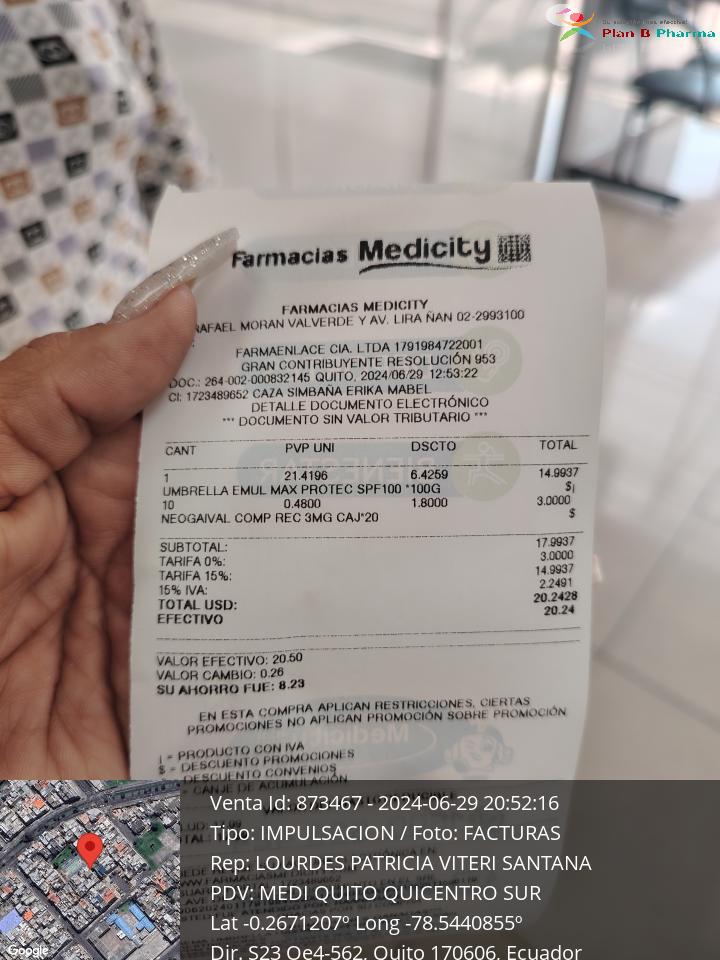 Plan B Pharma
Farmacias Medicity
FARMACIAS MEDICITY
RAFAEL MORAN VALVERDE Y AV. LIRA ÑAN 02-2993100
FARMAENLACE CIA. LTDA 1791984722001
GRAN CONTRIBUYENTE RESOLUCIÓN 953
DOC.: 264-002-000832145 QUITO, 2024/06/29 12:53:22
CI: 1723489652 CAZA SIMBAÑA ERIKA MABEL
DETALLE DOCUMENTO ELECTRÓNICO
*** DOCUMENTO SIN VALOR TRIBUTARIO ***
CANT PVP UNI DSCTO TOTAL
1 21.4196 6.4259 14.9937
UMBRELLA EMUL MAX PROTEC SPF100 *100G $¡
10 0.4800 1.8000 3.0000
NEOGAIVAL COMP REC 3MG CAJ*20 $
SUBTOTAL: 17.9937
TARIFA 0%: 3.0000
TARIFA 15%: 14.9937
15% IVA: 2.2491
TOTAL USD: 20.2428
EFECTIVO 20.24
VALOR EFECTIVO: 20.50
VALOR CAMBIO: 0.26
SU AHORRO FUE: 8.23
EN ESTA COMPRA APLICAN RESTRICCIONES, CIERTAS
PROMOCIONES NO APLICAN PROMOCIÓN SOBRE PROMOCIÓN
¡ = PRODUCTO CON IVA
$ = DESCUENTO PROMOCIONES
DESCUENTO CONVENIOS
= CANJE DE ACUMULACIÓN
Venta Id: 873467 - 2024-06-29 20:52:16
Tipo: IMPULSACION / Foto: FACTURAS
Rep: LOURDES PATRICIA VITERI SANTANA
PDV: MEDI QUITO QUICENTRO SUR
Lat -0.2671207º Long -78.5440855º
Dir. S23 Oe4-562, Quito 170606, Ecuador
Google